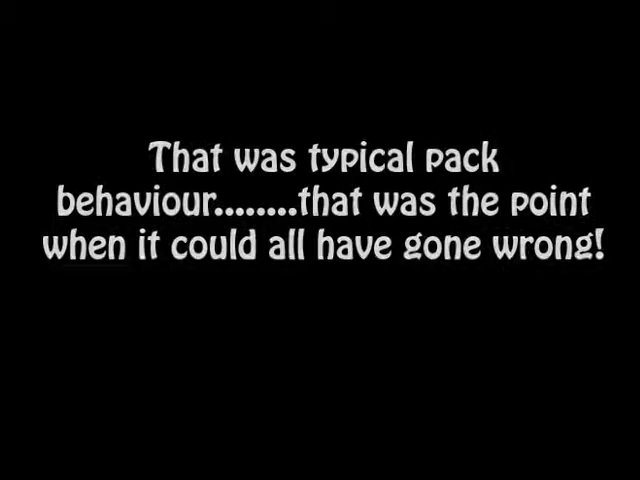 That was typical pack
behaviour........that was the point
when it could all have gone wrong!